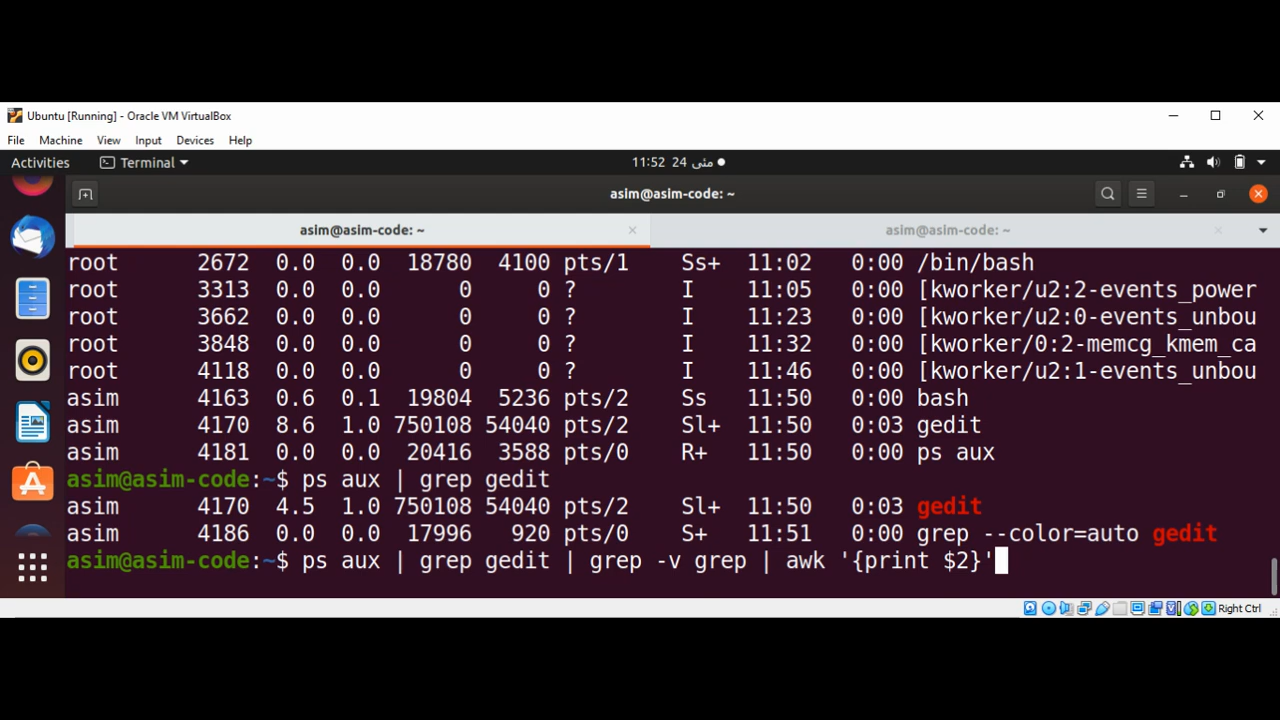 Ubuntu [Running] - Oracle VM VirtualBox
File Machine View Input Devices Help
Activities Terminal 11:52 24 مئی
asim@asim-code: ~
asim@asim-code: ~ asim@asim-code: ~
root 2672 0.0 0.0 18780 4100 pts/1 Ss+ 11:02 0:00 /bin/bash
root 3313 0.0 0.0 0 0 ? I 11:05 0:00 [kworker/u2:2-events_power
root 3662 0.0 0.0 0 0 ? I 11:23 0:00 [kworker/u2:0-events_unbou
root 3848 0.0 0.0 0 0 ? I 11:32 0:00 [kworker/0:2-memcg_kmem_ca
root 4118 0.0 0.0 0 0 ? I 11:46 0:00 [kworker/u2:1-events_unbou
asim 4163 0.6 0.1 19804 5236 pts/2 Ss 11:50 0:00 bash
asim 4170 8.6 1.0 750108 54040 pts/2 Sl+ 11:50 0:03 gedit
asim 4181 0.0 0.0 20416 3588 pts/0 R+ 11:50 0:00 ps aux
asim@asim-code:~$ ps aux | grep gedit
asim 4170 4.5 1.0 750108 54040 pts/2 Sl+ 11:50 0:03 gedit
asim 4186 0.0 0.0 17996 920 pts/0 S+ 11:51 0:00 grep --color=auto gedit
asim@asim-code:~$ ps aux | grep gedit | grep -v grep | awk '{print $2}'
Right Ctrl